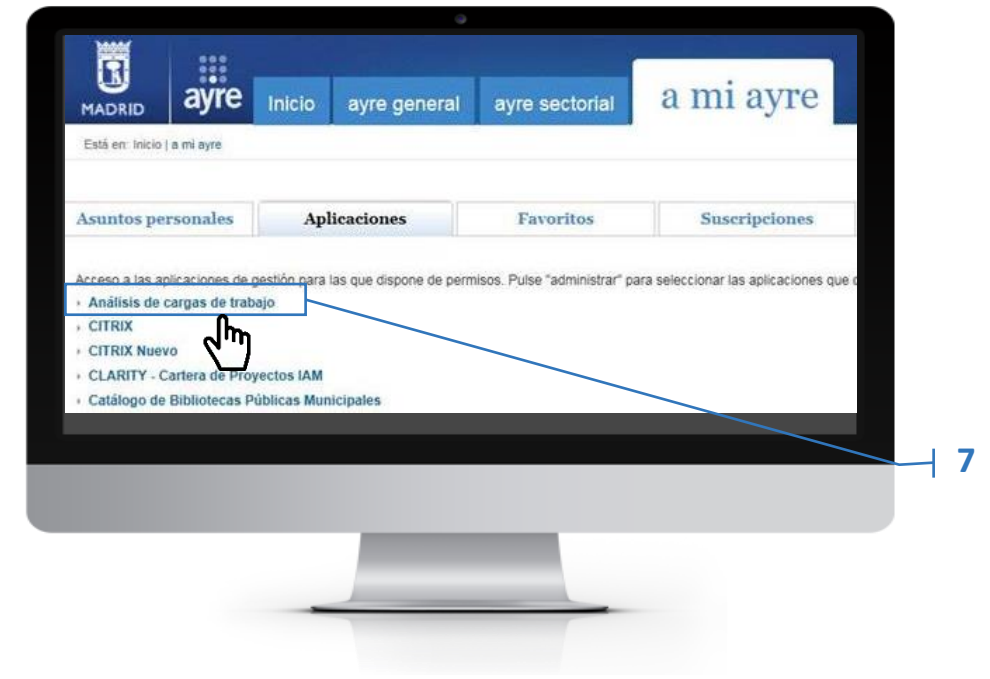 MADRID
ayre
Inicio
ayre general
ayre sectorial
a mi ayre
Está en: Inicio | a mi ayre
Asuntos personales
Aplicaciones
Favoritos
Suscripciones
Acceso a las aplicaciones de gestión para las que dispone de permisos. Pulse "administrar" para seleccionar las aplicaciones que
Análisis de cargas de trabajo
CITRIX
CITRIX Nuevo
CLARITY - Cartera de Proyectos IAM
Catálogo de Bibliotecas Públicas Municipales
7